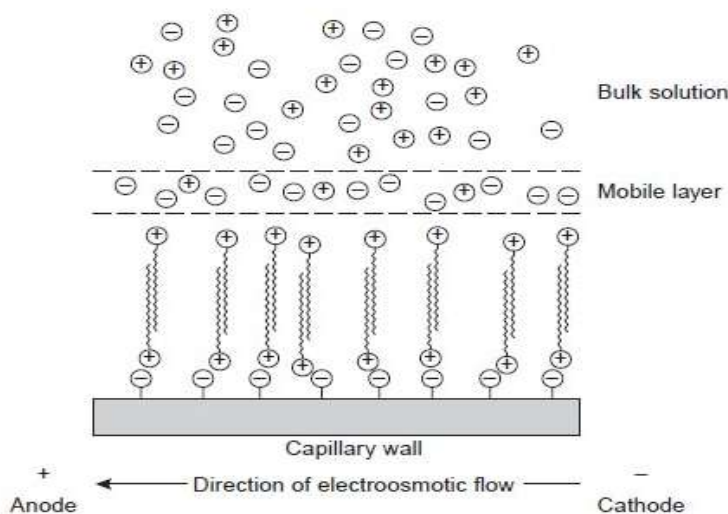 Bulk solution
Mobile layer
Capillary wall
+ −
Anode Direction of electroosmotic flow Cathode